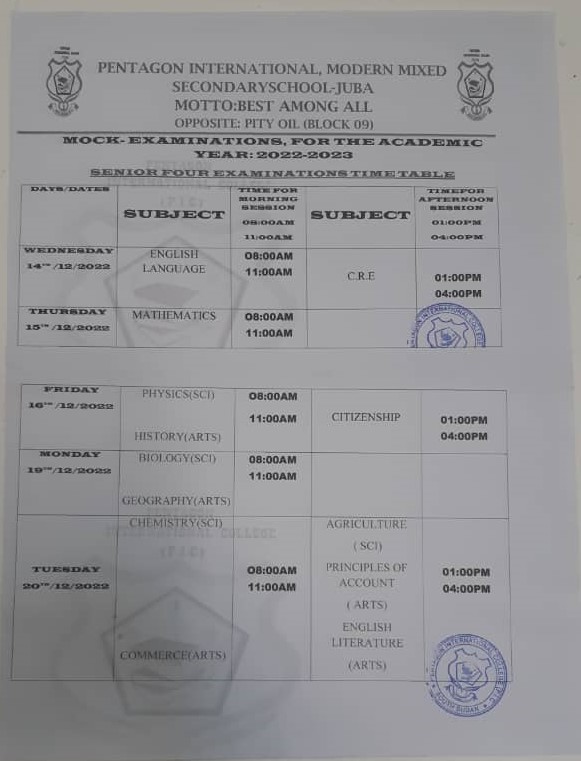 PENTAGON INTERNATIONAL, MODERN MIXED
SECONDARYSCHOOL-JUBA
MOTTO:BEST AMONG ALL
OPPOSITE: PITY OIL (BLOCK 09)
MOCK- EXAMINATIONS, FOR THE ACADEMIC
YEAR: 2022-2023
SENIOR FOUR EXAMINATIONS TIME TABLE
DAYS/DATES
SUBJECT
TIME FOR
MORNING
SESSION
08:00AM
11:00AM
SUBJECT
TIMEFOR
AFTERNOON
SESSION
01:00PM
04:00PM
WEDNESDAY
14TH /12/2022
ENGLISH
LANGUAGE
08:00AM
11:00AM
C.R.E
01:00PM
04:00PM
THURSDAY
15TH /12/2022
MATHEMATICS
08:00AM
11:00AM
FRIDAY
16TH /12/2022
PHYSICS(SCI)
HISTORY(ARTS)
08:00AM
11:00AM
CITIZENSHIP
01:00PM
04:00PM
MONDAY
19TH /12/2022
BIOLOGY(SCI)
GEOGRAPHY(ARTS)
08:00AM
11:00AM
TUESDAY
20TH /12/2022
CHEMISTRY(SCI)
COMMERCE(ARTS)
08:00AM
11:00AM
AGRICULTURE
( SCI)
PRINCIPLES OF
ACCOUNT
( ARTS)
ENGLISH
LITERATURE
(ARTS)
01:00PM
04:00PM
INTERNATIONAL COLLEGE
SOUTH SUDAN